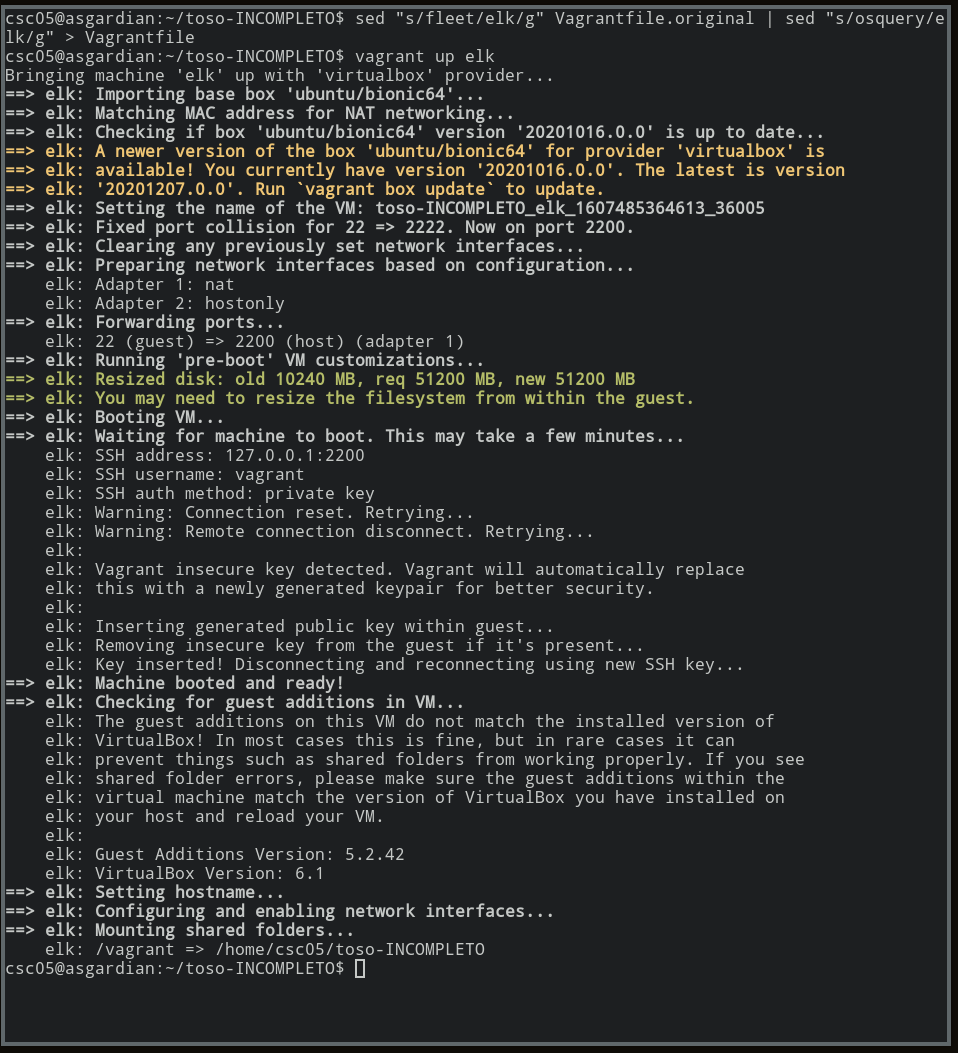 csc05@asgardian:~/toso-INCOMPLETO$ sed "s/fleet/elk/g" Vagrantfile.original | sed "s/osquery/e
lk/g" > Vagrantfile
csc05@asgardian:~/toso-INCOMPLETO$ vagrant up elk
Bringing machine 'elk' up with 'virtualbox' provider...
==> elk: Importing base box 'ubuntu/bionic64'...
==> elk: Matching MAC address for NAT networking...
==> elk: Checking if box 'ubuntu/bionic64' version '20201016.0.0' is up to date...
==> elk: A newer version of the box 'ubuntu/bionic64' for provider 'virtualbox' is
==> elk: available! You currently have version '20201016.0.0'. The latest is version
==> elk: '20201207.0.0'. Run `vagrant box update` to update.
==> elk: Setting the name of the VM: toso-INCOMPLETO_elk_1607485364613_36005
==> elk: Fixed port collision for 22 => 2222. Now on port 2200.
==> elk: Clearing any previously set network interfaces...
==> elk: Preparing network interfaces based on configuration...
    elk: Adapter 1: nat
    elk: Adapter 2: hostonly
==> elk: Forwarding ports...
    elk: 22 (guest) => 2200 (host) (adapter 1)
==> elk: Running 'pre-boot' VM customizations...
==> elk: Resized disk: old 10240 MB, req 51200 MB, new 51200 MB
==> elk: You may need to resize the filesystem from within the guest.
==> elk: Booting VM...
==> elk: Waiting for machine to boot. This may take a few minutes...
    elk: SSH address: 127.0.0.1:2200
    elk: SSH username: vagrant
    elk: SSH auth method: private key
    elk: Warning: Connection reset. Retrying...
    elk: Warning: Remote connection disconnect. Retrying...
    elk:
    elk: Vagrant insecure key detected. Vagrant will automatically replace
    elk: this with a newly generated keypair for better security.
    elk:
    elk: Inserting generated public key within guest...
    elk: Removing insecure key from the guest if it's present...
    elk: Key inserted! Disconnecting and reconnecting using new SSH key...
==> elk: Machine booted and ready!
==> elk: Checking for guest additions in VM...
    elk: The guest additions on this VM do not match the installed version of
    elk: VirtualBox! In most cases this is fine, but in rare cases it can
    elk: prevent things such as shared folders from working properly. If you see
    elk: shared folder errors, please make sure the guest additions within the
    elk: virtual machine match the version of VirtualBox you have installed on
    elk: your host and reload your VM.
    elk:
    elk: Guest Additions Version: 5.2.42
    elk: VirtualBox Version: 6.1
==> elk: Setting hostname...
==> elk: Configuring and enabling network interfaces...
==> elk: Mounting shared folders...
    elk: /vagrant => /home/csc05/toso-INCOMPLETO
csc05@asgardian:~/toso-INCOMPLETO$